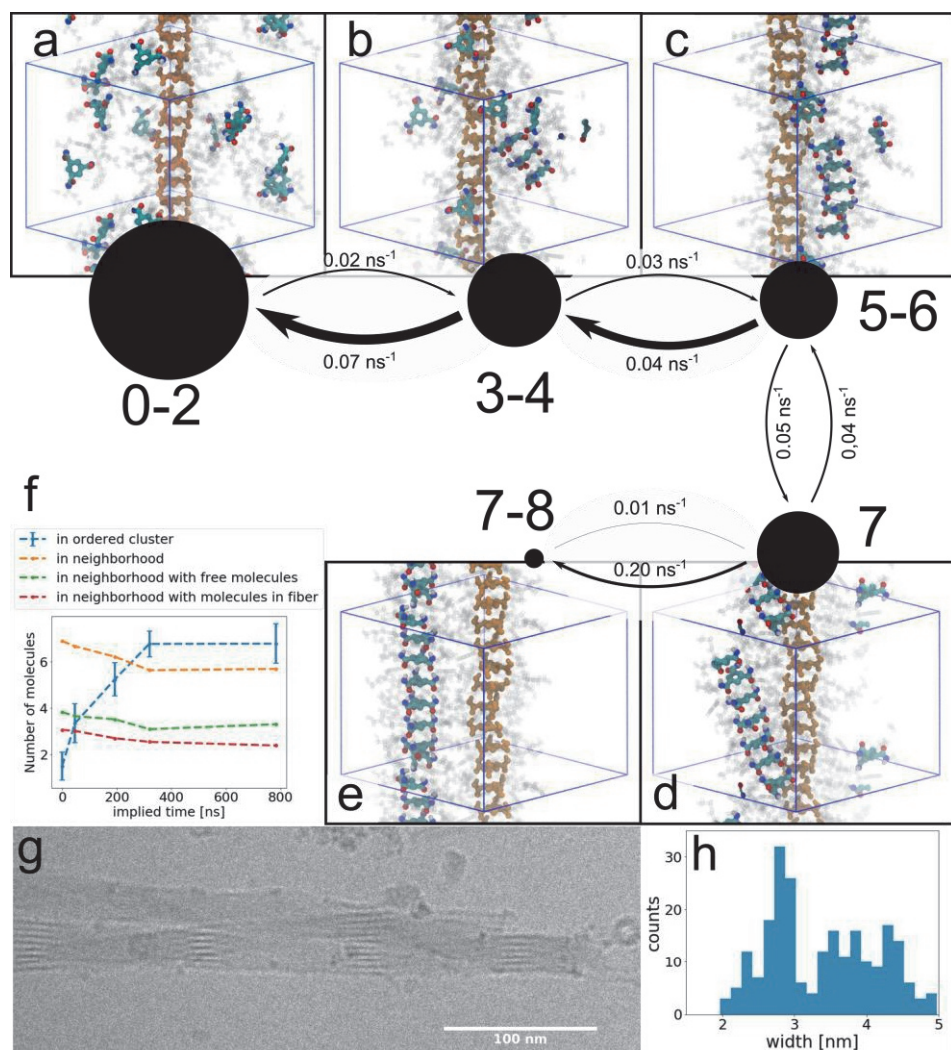 a
b
c
0.02 ns⁻¹
0.03 ns⁻¹
0.07 ns⁻¹
0.04 ns⁻¹
0-2
3-4
5-6
0.05 ns⁻¹
0,04 ns⁻¹
f
7-8
0.01 ns⁻¹
7
0.20 ns⁻¹
in ordered cluster
in neighborhood
in neighborhood with free molecules
in neighborhood with molecules in fiber
Number of molecules
6
4
2
0 200 400 600 800
implied time [ns]
e
d
g
100 nm
h
counts
30
20
10
0
2 3 4 5
width [nm]